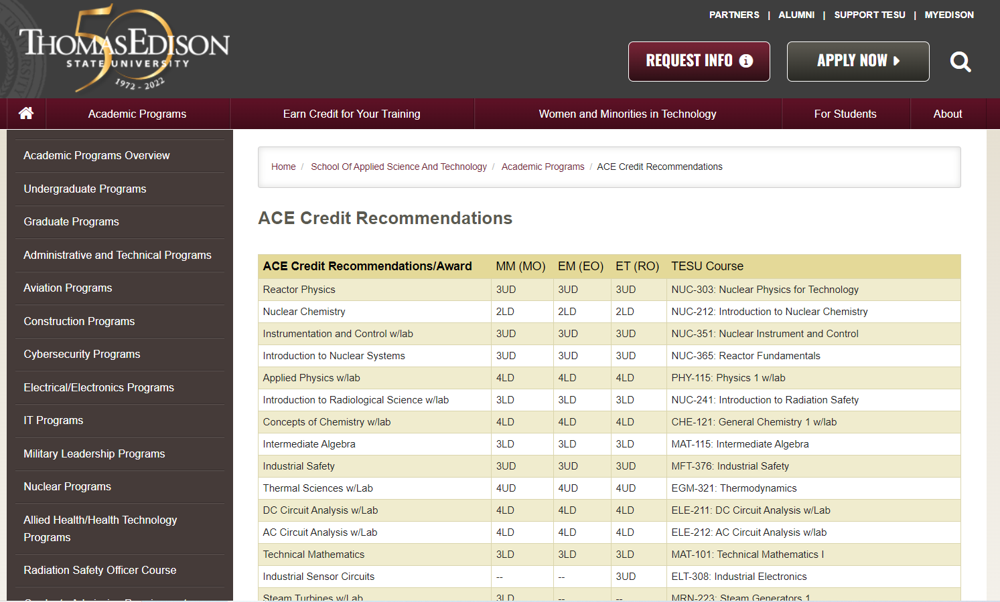 PARTNERS | ALUMNI | SUPPORT TESU | MYEDISON
50
THOMAS EDISON
STATE UNIVERSITY
1972 - 2022
REQUEST INFO
APPLY NOW
Academic Programs
Earn Credit for Your Training
Women and Minorities in Technology
For Students
About
Academic Programs Overview
Undergraduate Programs
Graduate Programs
Administrative and Technical Programs
Aviation Programs
Construction Programs
Cybersecurity Programs
Electrical/Electronics Programs
IT Programs
Military Leadership Programs
Nuclear Programs
Allied Health/Health Technology
Programs
Radiation Safety Officer Course
Home / School Of Applied Science And Technology / Academic Programs / ACE Credit Recommendations
ACE Credit Recommendations
ACE Credit Recommendations/Award MM (MO) EM (EO) ET (RO) TESU Course
Reactor Physics 3UD 3UD 3UD NUC-303: Nuclear Physics for Technology
Nuclear Chemistry 2LD 2LD 2LD NUC-212: Introduction to Nuclear Chemistry
Instrumentation and Control w/lab 3UD 3UD 3UD NUC-351: Nuclear Instrument and Control
Introduction to Nuclear Systems 3UD 3UD 3UD NUC-365: Reactor Fundamentals
Applied Physics w/lab 4LD 4LD 4LD PHY-115: Physics 1 w/lab
Introduction to Radiological Science w/lab 3LD 3LD 3LD NUC-241: Introduction to Radiation Safety
Concepts of Chemistry w/lab 4LD 4LD 4LD CHE-121: General Chemistry 1 w/lab
Intermediate Algebra 3LD 3LD 3LD MAT-115: Intermediate Algebra
Industrial Safety 3UD 3UD 3UD MFT-376: Industrial Safety
Thermal Sciences w/Lab 4UD 4UD 4UD EGM-321: Thermodynamics
DC Circuit Analysis w/Lab 4LD 4LD 4LD ELE-211: DC Circuit Analysis w/Lab
AC Circuit Analysis w/Lab 4LD 4LD 4LD ELE-212: AC Circuit Analysis w/lab
Technical Mathematics 3LD 3LD 3LD MAT-101: Technical Mathematics I
Industrial Sensor Circuits -- -- 3UD ELT-308: Industrial Electronics
Steam Turbines w/Lab 3LD -- -- MRN-223: Steam Generators 1